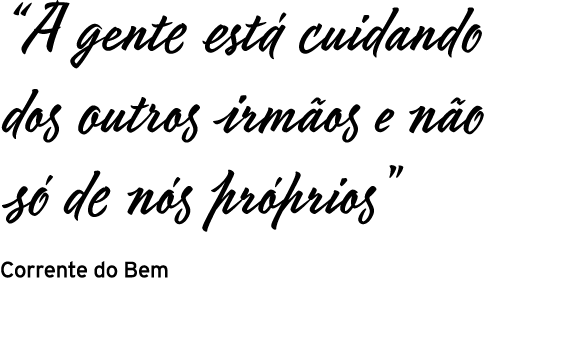 “A gente está cuidando
dos outros irmãos e não
só de nós próprios”
Corrente do Bem